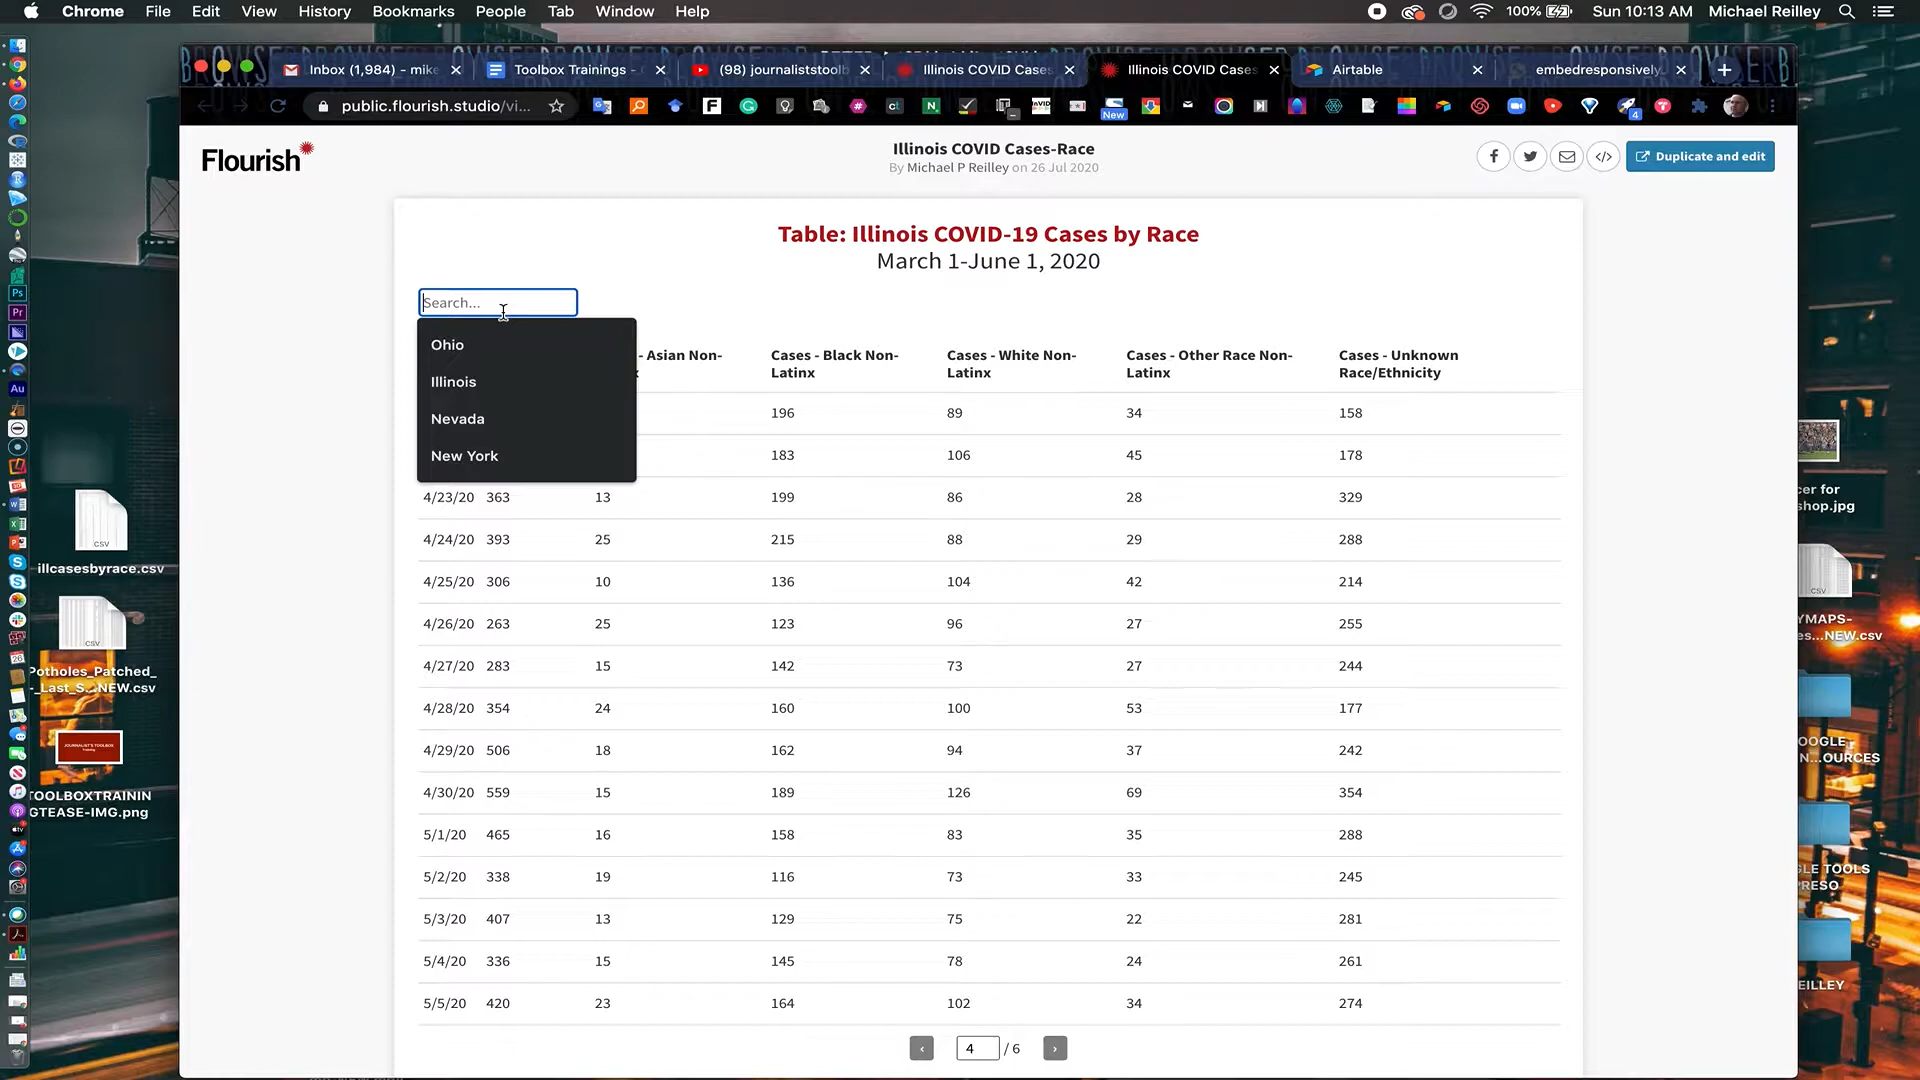 Chrome File Edit View History Bookmarks People Tab Window Help 100% Sun 10:13 AM Michael Reilley
Inbox (1,984) - mike Toolbox Trainings - (98) journaliststoolb Illinois COVID Cases Illinois COVID Cases Airtable embedresponsively
public.flourish.studio/vi...
New
4
Flourish
Illinois COVID Cases-Race
By Michael P Reilley on 26 Jul 2020
Duplicate and edit
Table: Illinois COVID-19 Cases by Race
March 1-June 1, 2020
Search...
Ohio
Illinois
Nevada
New York
- Asian Non- Cases - Black Non-Latinx Cases - White Non-Latinx Cases - Other Race Non-Latinx Cases - Unknown Race/Ethnicity
196 89 34 158
183 106 45 178
4/23/20 363 13 199 86 28 329
4/24/20 393 25 215 88 29 288
4/25/20 306 10 136 104 42 214
4/26/20 263 25 123 96 27 255
4/27/20 283 15 142 73 27 244
4/28/20 354 24 160 100 53 177
4/29/20 506 18 162 94 37 242
4/30/20 559 15 189 126 69 354
5/1/20 465 16 158 83 35 288
5/2/20 338 19 116 73 33 245
5/3/20 407 13 129 75 22 281
5/4/20 336 15 145 78 24 261
5/5/20 420 23 164 102 34 274
‹ 4 / 6 ›
CSV
illcasesbyrace.csv
CSV
Potholes_Patched_
-_Last_S...NEW.csv
JOURNALIST'S TOOLBOX
TOOLBOXTRAININ
GTEASE-IMG.png
cer for
shop.jpg
CSV
YMAPS-
es...NEW.csv
OOGLE
N...OURCES
GLE TOOLS
PRESO
EILLEY